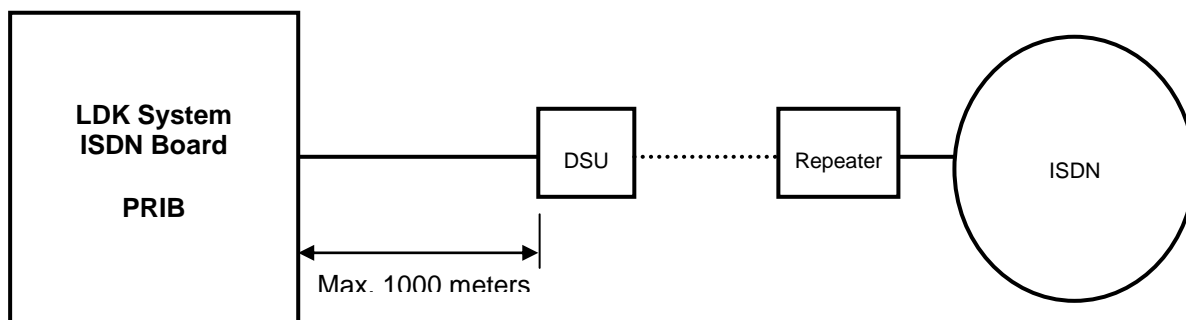 LDK System
ISDN Board
PRIB
DSU
Repeater
ISDN
Max. 1000 meters